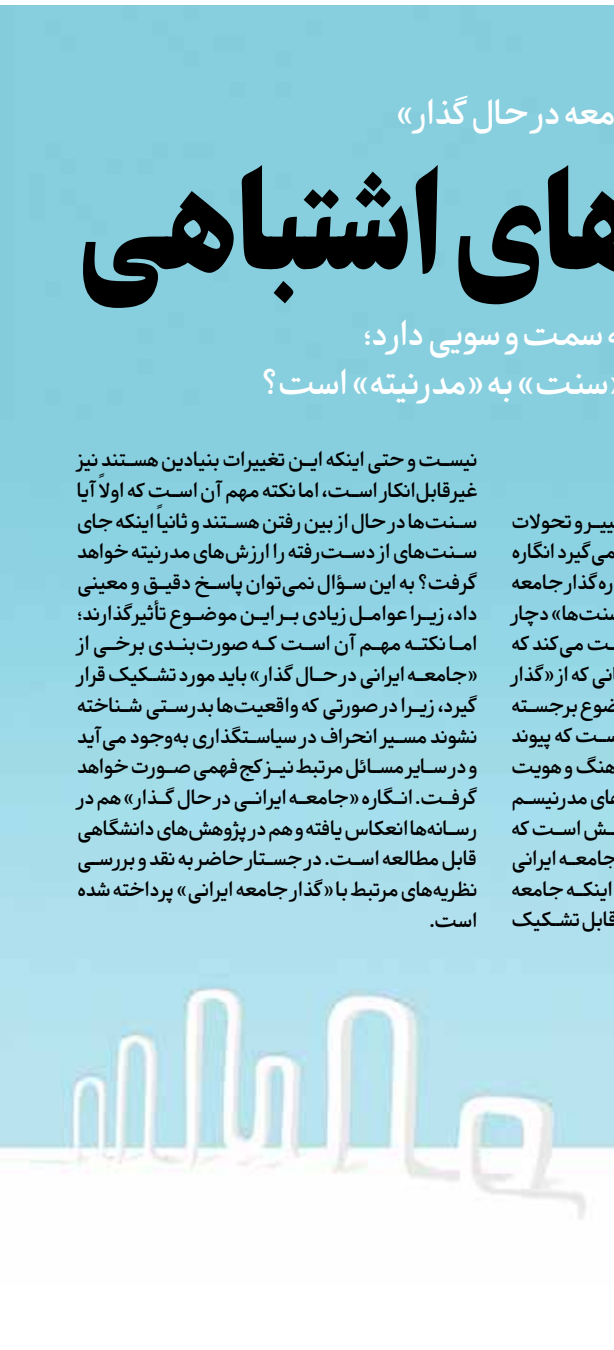 معه در حال گذار»
های اشتباهی
ه سمت و سویی دارد؛
«سنت» به «مدرنیته» است؟
ییر و تحولات
می‌گیرد انگاره
ره گذار جامعه
سنت‌ها» دچار
ـت می‌کند که
انی که از «گذار
ضوع برجسته
ست که پیوند
هنگ و هویت
های مدرنیسم
ـش است که
جامعه ایرانی
اینکه جامعه
قابل تشکیک
نیست و حتی اینکه این تغییرات بنیادین هستند نیز
غیرقابل‌انکار است، اما نکته مهم آن است که اولاً آیا
سنت‌ها در حال از بین رفتن هستند و ثانیاً اینکه جای
سنت‌های از دست‌رفته را ارزش‌های مدرنیته خواهد
گرفت؟ به این سؤال نمی‌توان پاسخ دقیق و معینی
داد، زیرا عوامل زیادی بر این موضوع تأثیرگذارند؛
اما نکته مهم آن است که صورت‌بندی برخی از
«جامعه ایرانی در حال گذار» باید مورد تشکیک قرار
گیرد، زیرا در صورتی که واقعیت‌ها بدرستی شناخته
نشوند مسیر انحراف در سیاستگذاری به‌وجود می‌آید
و در سایر مسائل مرتبط نیز کج‌فهمی صورت خواهد
گرفت. انگاره «جامعه ایرانی در حال گذار» هم در
رسانه‌ها انعکاس یافته و هم در پژوهش‌های دانشگاهی
قابل مطالعه است. در جستار حاضر به نقد و بررسی
نظریه‌های مرتبط با «گذار جامعه ایرانی» پرداخته شده
است.